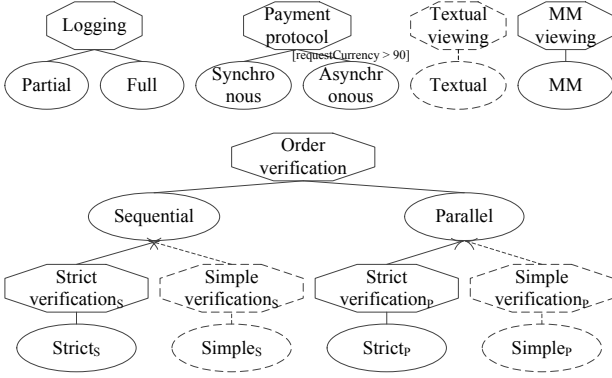 Logging
Payment
protocol
Textual
viewing
MM
viewing
[requestCurrency > 90]
Partial
Full
Synchro
nous
Asynchr
onous
Textual
MM
Order
verification
Sequential
Parallel
Strict
verificationS
Simple
verificationS
Strict
verificationP
Simple
verificationP
StrictS
SimpleS
StrictP
SimpleP